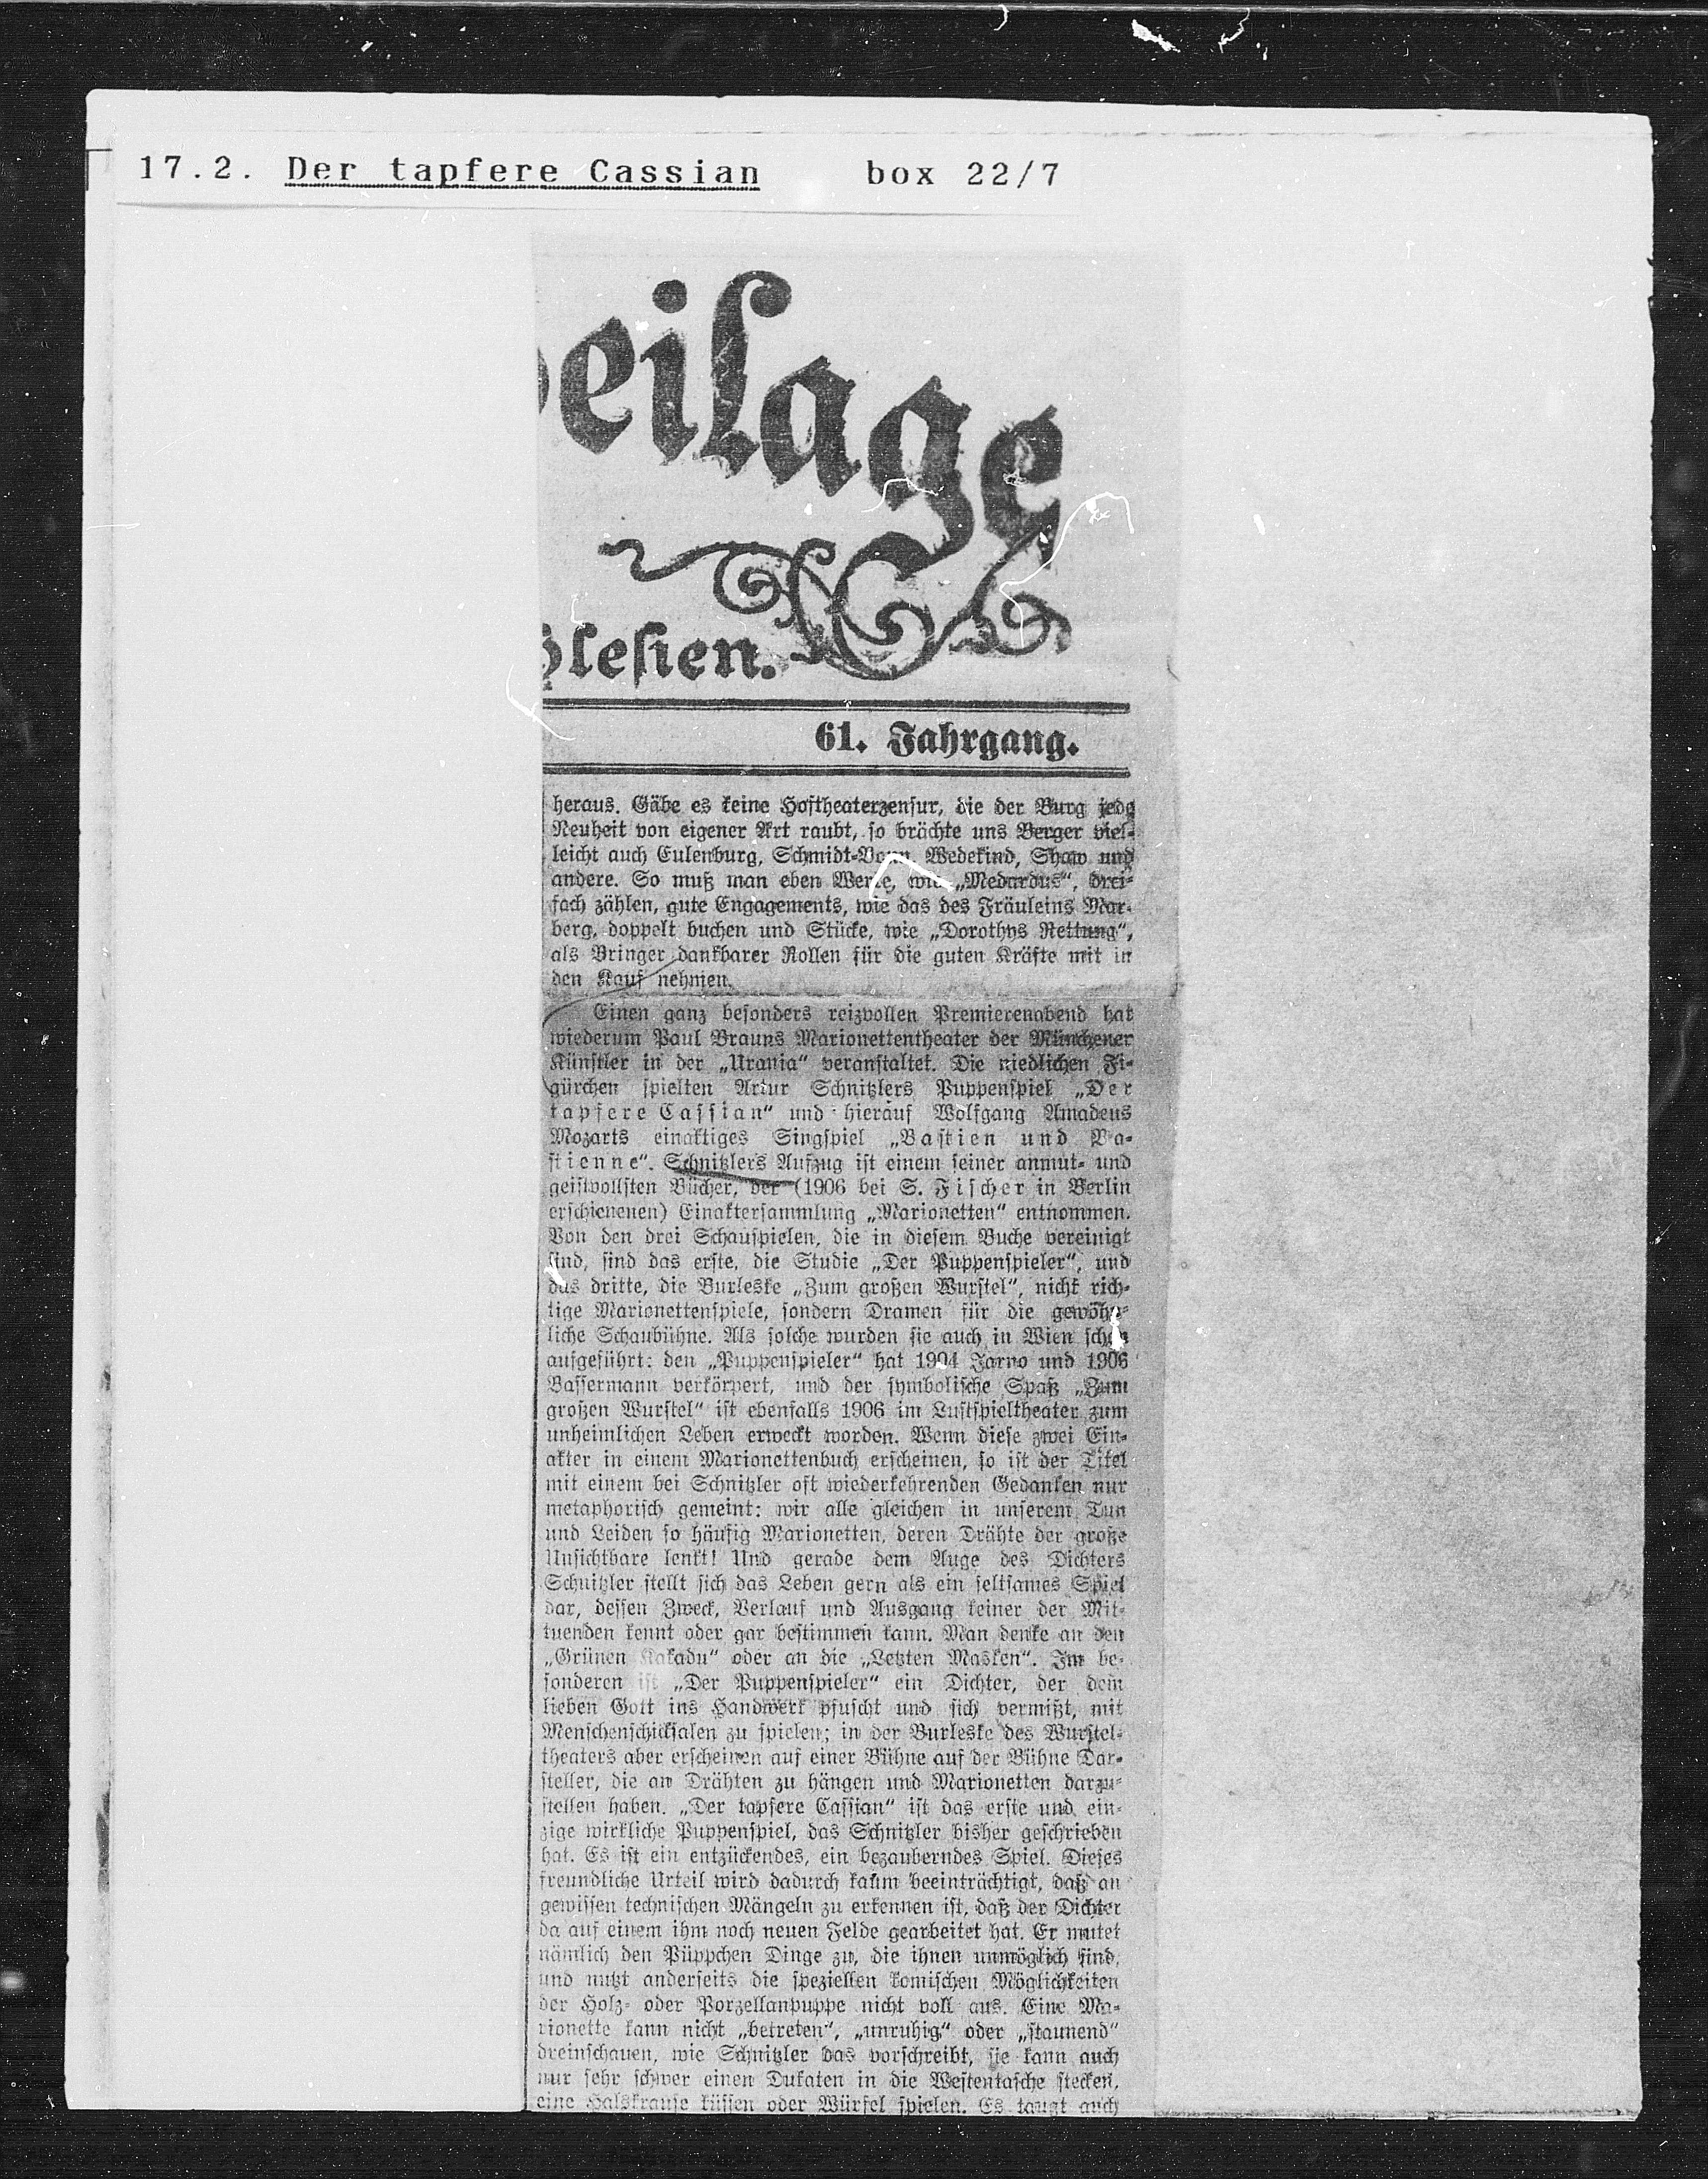 17.2. Der tapfere Cassian box 22/7
eilage
lesien.
61. Jahrgang.
heraus. Gäbe es keine Hoftheaterzensur, die der Burg jede
Neuheit von eigener Art raubt, so brächte uns Berger viel-
leicht auch Eulenburg, Schmidt-Bonn, Wedekind, Shaw und
andere. So muß man eben Werke, wie „Medardus“, drei-
fach zählen, gute Engagements, wie das des Fräuleins Mar-
berg, doppelt buchen und Stücke, wie „Dorothys Rettung“,
als Bringer dankbarer Rollen für die guten Kräfte mit in
den Kauf nehmen.
Einen ganz besonders reizvollen Premierenabend hat
wiederum Paul Brauns Marionettentheater der Münchener
Künstler in der „Urania“ veranstaltet. Die niedlichen Fi-
gürchen spielten Artur Schnitzlers Puppenspiel „Der
tapfere Cassian“ und hierauf Wolfgang Amadeus
Mozarts einaktiges Singspiel „Bastien und Ba-
stienne“. Schnitzlers Aufzug ist einem seiner anmut- und
geistvollsten Bücher, der (1906 bei S. Fischer in Berlin
erschienenen) Einaktersammlung „Marionetten“ entnommen.
Von den drei Schauspielen, die in diesem Buche vereinigt
sind, sind das erste, die Studie „Der Puppenspieler“, und
das dritte, die Burleske „Zum großen Wurstel“, nicht rich-
tige Marionettenspiele, sondern Dramen für die gewöhn-
liche Schaubühne. Als solche wurden sie auch in Wien schon
aufgeführt: den „Puppenspieler“ hat 1904 Jarno und 1906
Bassermann verkörpert, und der symbolische Spaß „Zum
großen Wurstel“ ist ebenfalls 1906 im Lustspieltheater zum
unheimlichen Leben erweckt worden. Wenn diese zwei Ein-
akter in einem Marionettenbuch erscheinen, so ist der Titel
mit einem bei Schnitzler oft wiederkehrenden Gedanken nur
metaphorisch gemeint: wir alle gleichen in unserem Tun
und Leiden so häufig Marionetten, deren Drähte der große
Unsichtbare lenkt! Und gerade dem Auge des Dichters
Schnitzler stellt sich das Leben gern als ein seltsames Spiel
dar, dessen Zweck, Verlauf und Ausgang keiner der Mit-
tuenden kennt oder gar bestimmen kann. Man denke an den
„Grünen Kakadu“ oder an die „Letzten Masken“. Im be-
sonderen ist „Der Puppenspieler“ ein Dichter, der dem
lieben Gott ins Handwerk pfuscht und sich vermißt, mit
Menschenschicksalen zu spielen; in der Burleske des Wurstel-
theaters aber erscheinen auf einer Bühne auf der Bühne Dar-
steller, die an Drähten zu hängen und Marionetten darzu-
stellen haben. „Der tapfere Cassian“ ist das erste und ein-
zige wirkliche Puppenspiel, das Schnitzler bisher geschrieben
hat. Es ist ein entzückendes, ein bezauberndes Spiel. Dieses
freundliche Urteil wird dadurch kaum beeinträchtigt, daß an
gewissen technischen Mängeln zu erkennen ist, daß der Dichter
da auf einem ihm noch neuen Felde gearbeitet hat. Er mutet
nämlich den Püppchen Dinge zu, die ihnen unmöglich sind,
und nutzt anderseits die speziellen komischen Möglichkeiten
der Holz- oder Porzellanpuppe nicht voll aus. Eine Ma-
rionette kann nicht „betreten“, „unruhig“ oder „staunend“
dreinschauen, wie Schnitzler das vorschreibt, sie kann auch
nur sehr schwer einen Dukaten in die Westentasche stecken,
eine Halskrause küssen oder Würfel spielen. Es taugt auch